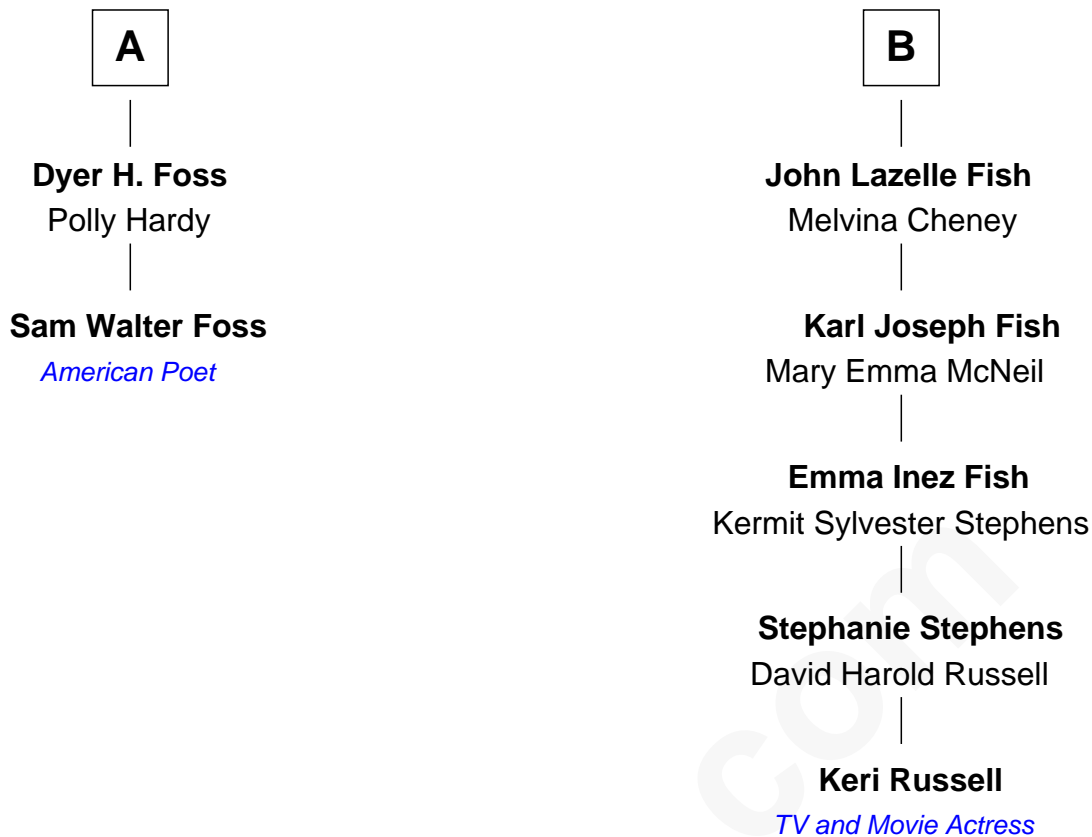 A
Dyer H. Foss
Polly Hardy
Sam Walter Foss
American Poet
B
John Lazelle Fish
Melvina Cheney
Karl Joseph Fish
Mary Emma McNeil
Emma Inez Fish
Kermit Sylvester Stephens
Stephanie Stephens
David Harold Russell
Keri Russell
TV and Movie Actress
com